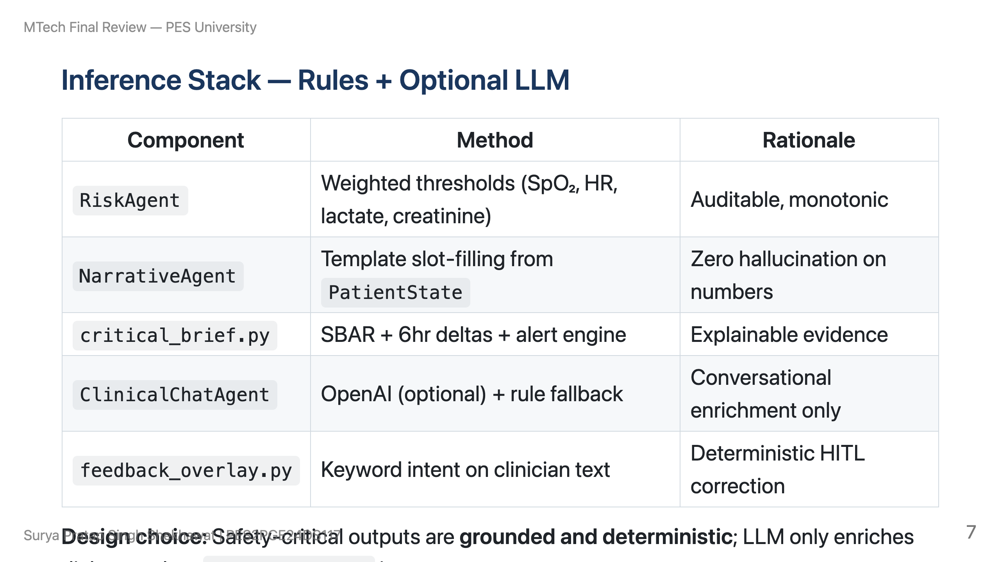 MTech Final Review — PES University
Inference Stack — Rules + Optional LLM
Component Method Rationale
RiskAgent
Weighted thresholds (SpO₂, HR,
lactate, creatinine)
Auditable, monotonic
NarrativeAgent
Template slot-filling from
PatientState
Zero hallucination on
numbers
critical_brief.py
SBAR + 6hr deltas + alert engine
Explainable evidence
ClinicalChatAgent
OpenAI (optional) + rule fallback
Conversational
enrichment only
feedback_overlay.py
Keyword intent on clinician text
Deterministic HITL
correction
Design choice: Safety-critical outputs are grounded and deterministic; LLM only enriches
Surya Pratap Singh Shekhawat | PES2PGE24DS117
7